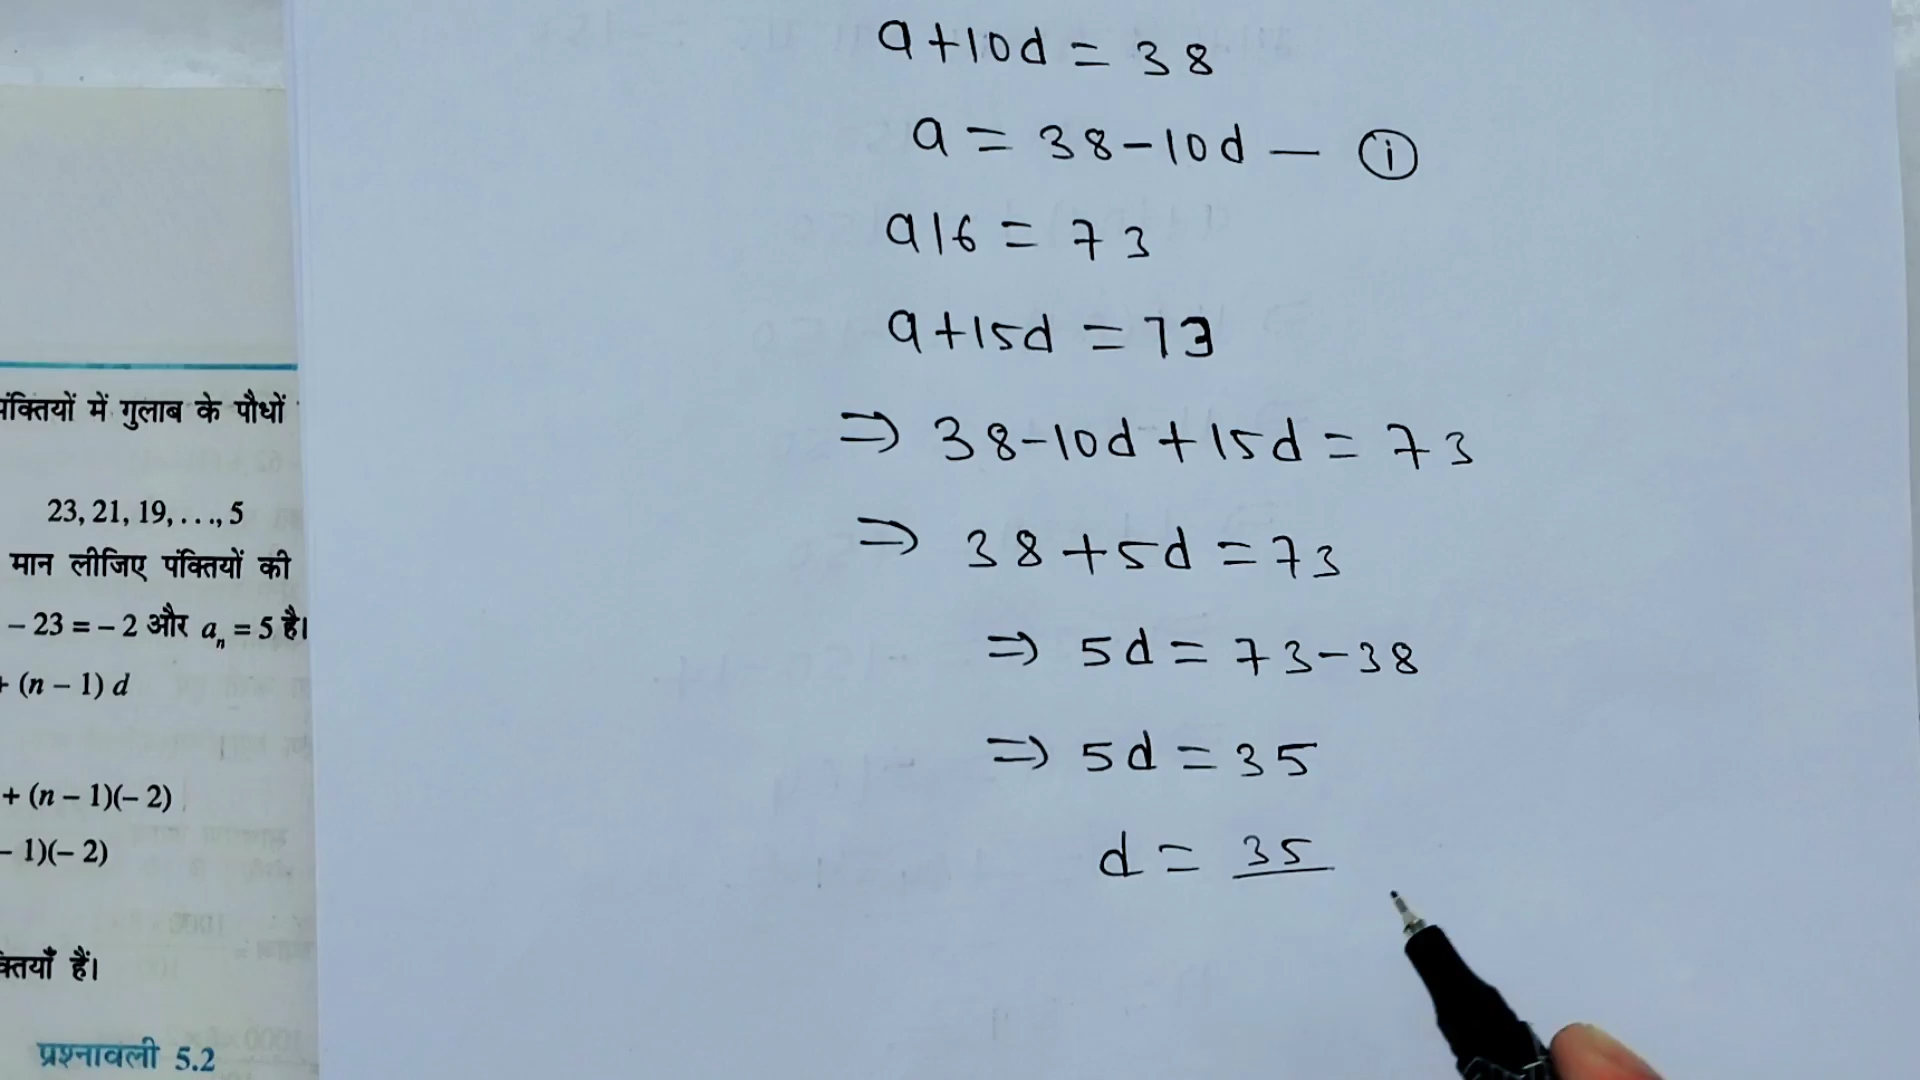 a+10d = 38
a = 38-10d — ⓘ
a16 = 73
a+15d = 73
⇒ 38-10d+15d = 73
⇒ 38+5d = 73
⇒ 5d = 73-38
⇒ 5d = 35
d = 35
पंक्तियों में गुलाब के पौधों
23, 21, 19, . . ., 5
मान लीजिए पंक्तियों की
– 23 = – 2 और aₙ = 5 है।
+ (n – 1) d
+ (n – 1)(– 2)
– 1)(– 2)
हैं।
प्रश्नावली 5.2